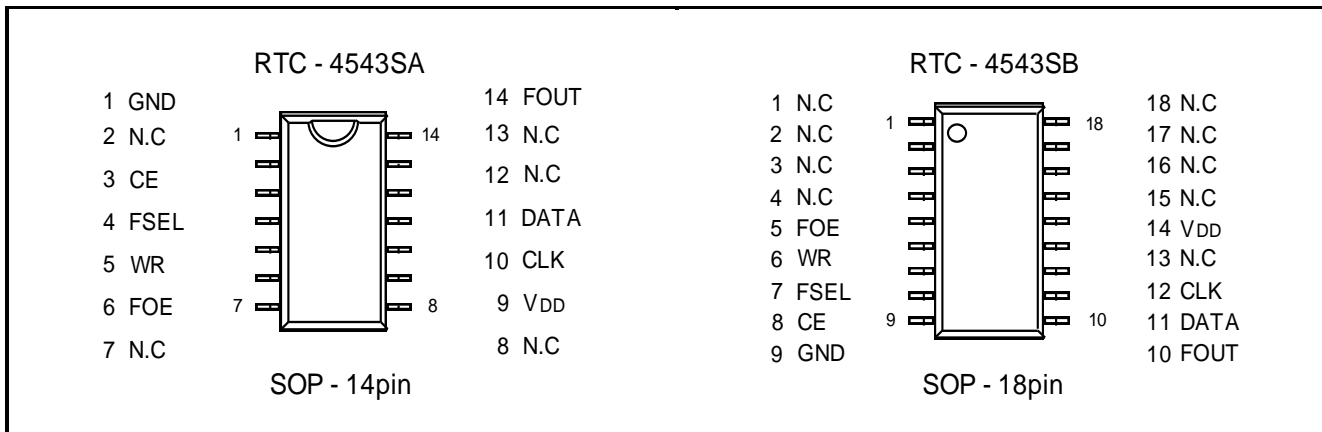 RTC - 4543SA
1 GND
2 N.C
3 CE
4 FSEL
5 WR
6 FOE
7 N.C
1
7
14
8
14 FOUT
13 N.C
12 N.C
11 DATA
10 CLK
9 VDD
8 N.C
SOP - 14pin
RTC - 4543SB
1 N.C
2 N.C
3 N.C
4 N.C
5 FOE
6 WR
7 FSEL
8 CE
9 GND
1
9
18
10
18 N.C
17 N.C
16 N.C
15 N.C
14 VDD
13 N.C
12 CLK
11 DATA
10 FOUT
SOP - 18pin